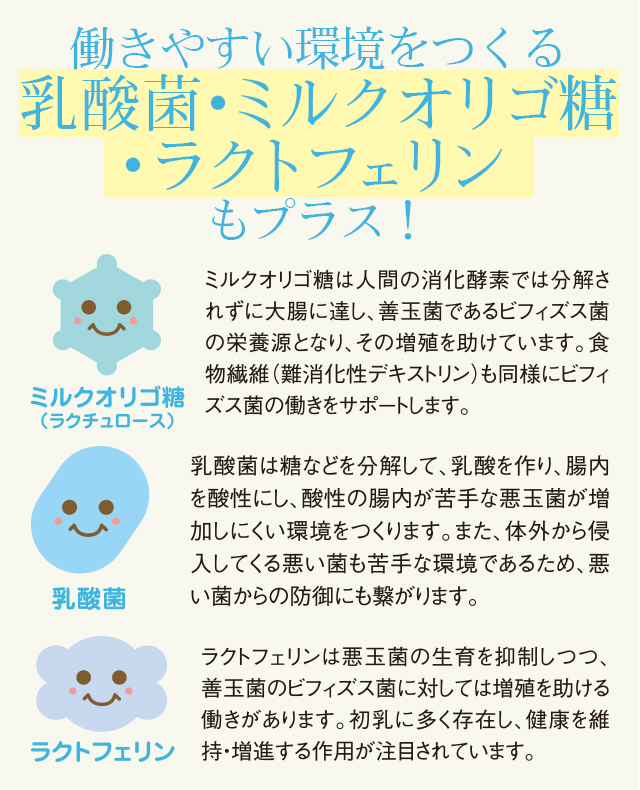 働きやすい環境をつくる
乳酸菌・ミルクオリゴ糖
・ラクトフェリン
もプラス！
ミルクオリゴ糖は人間の消化酵素では分解さ
れずに大腸に達し、善玉菌であるビフィズス菌
の栄養源となり、その増殖を助けています。食
物繊維（難消化性デキストリン）も同様にビフィ
ズス菌の働きをサポートします。
ミルクオリゴ糖
（ラクチュロース）
乳酸菌は糖などを分解して、乳酸を作り、腸内
を酸性にし、酸性の腸内が苦手な悪玉菌が増
加しにくい環境をつくります。また、体外から侵
入してくる悪い菌も苦手な環境であるため、悪
い菌からの防御にも繋がります。
乳酸菌
ラクトフェリンは悪玉菌の生育を抑制しつつ、
善玉菌のビフィズス菌に対しては増殖を助ける
働きがあります。初乳に多く存在し、健康を維
持・増進する作用が注目されています。
ラクトフェリン